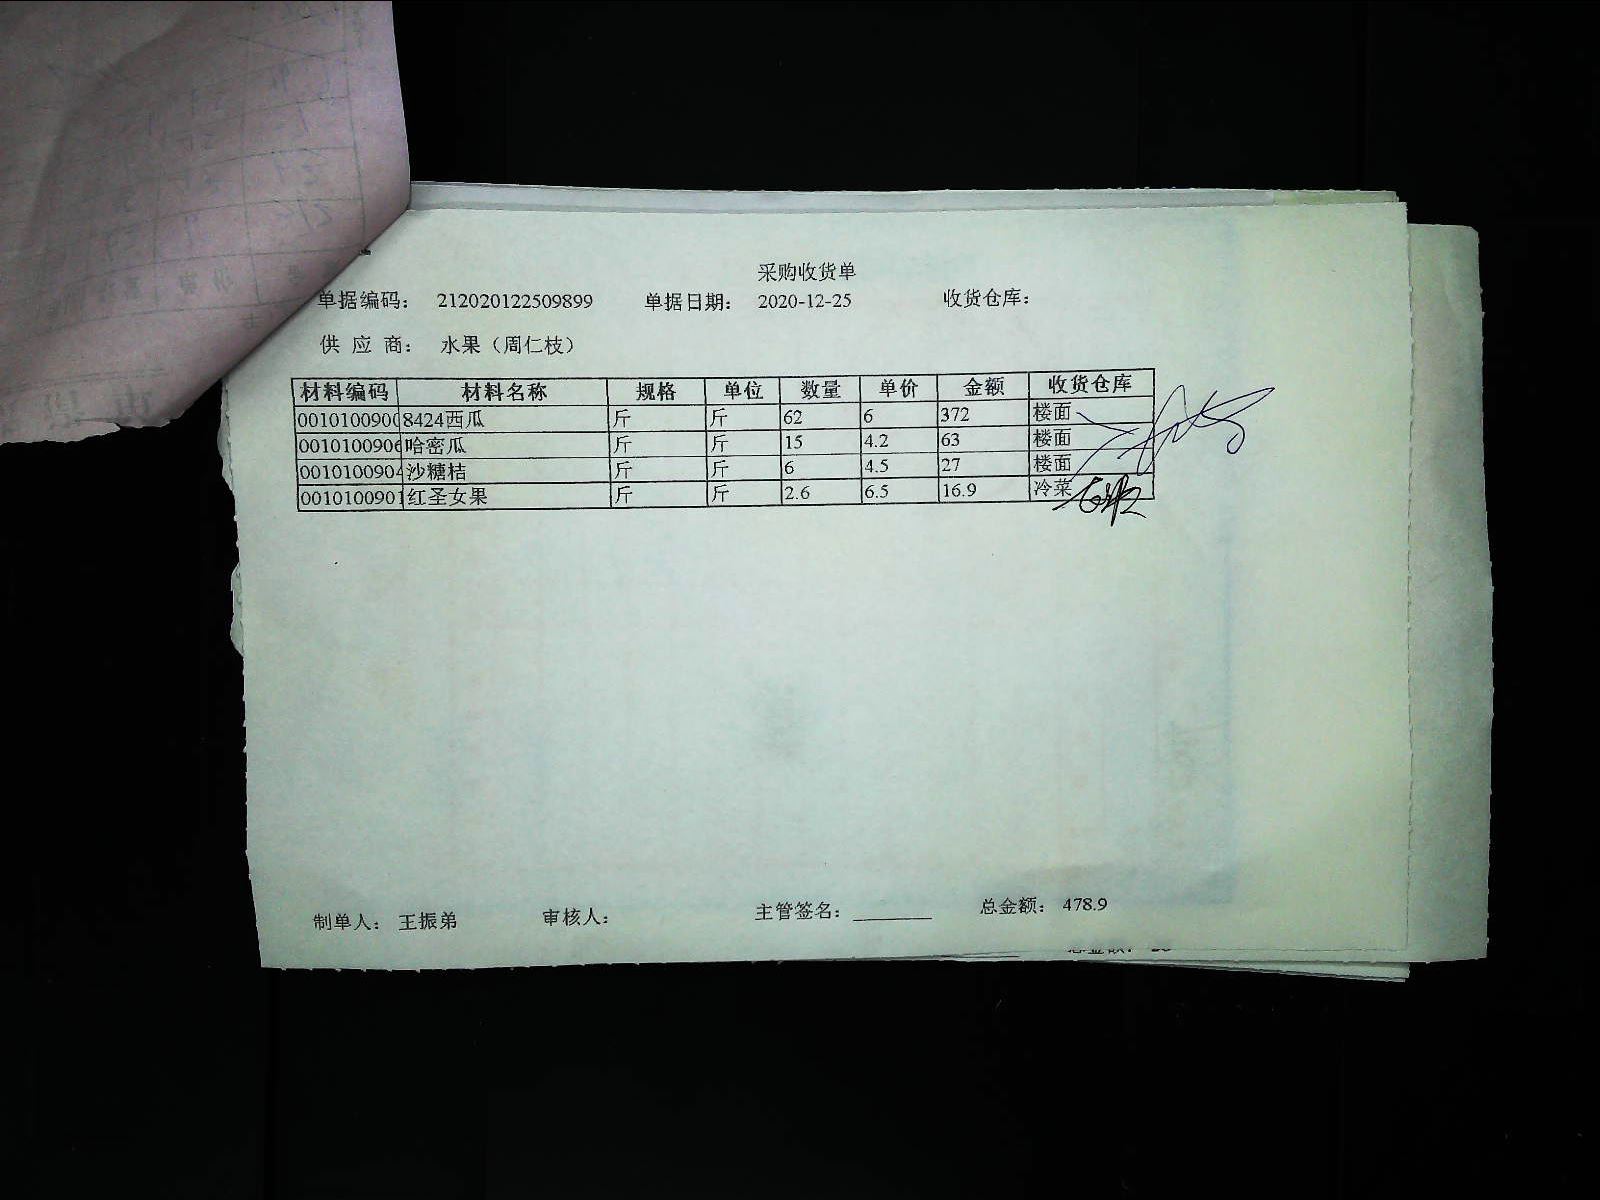 采购收货单
单据编码： 212020122509899 单据日期： 2020-12-25 收货仓库：
供 应 商： 水果（周仁枝）
材料编码 材料名称 规格 单位 数量 单价 金额 收货仓库
0010100900 8424西瓜 斤 斤 62 6 372 楼面
0010100906 哈密瓜 斤 斤 15 4.2 63 楼面
0010100904 沙糖桔 斤 斤 6 4.5 27 楼面
0010100901 红圣女果 斤 斤 2.6 6.5 16.9 冷菜
制单人： 王振弟 审核人： 主管签名： 总金额： 478.9